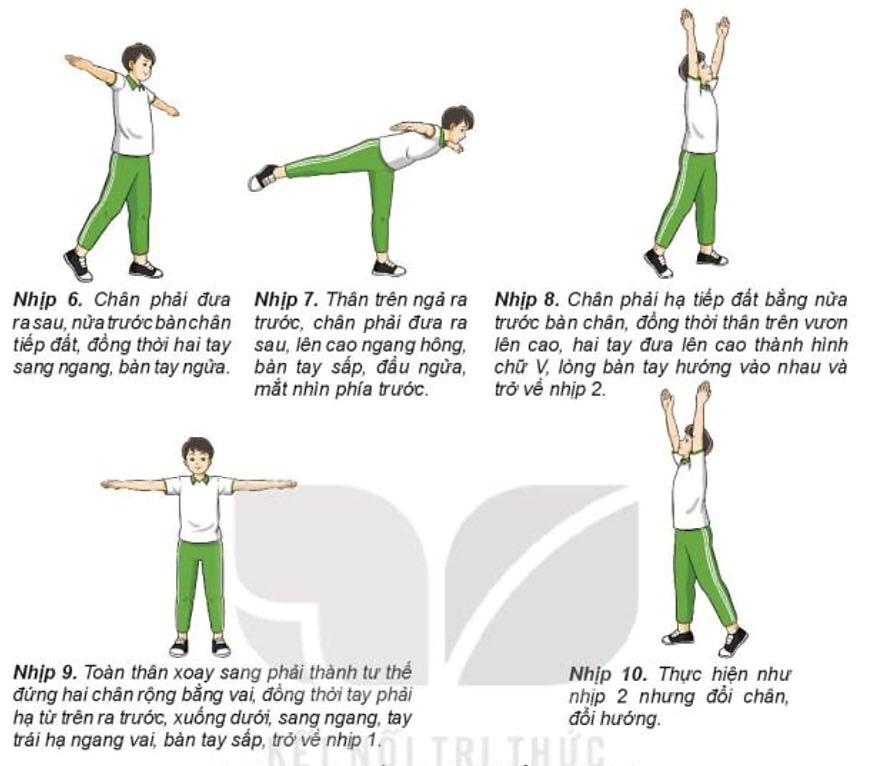 Nhịp 6. Chân phải đưa
ra sau, nửa trước bàn chân
tiếp đất, đồng thời hai tay
sang ngang, bàn tay ngửa.
Nhịp 7. Thân trên ngả ra
trước, chân phải đưa ra
sau, lên cao ngang hông,
bàn tay sấp, đầu ngửa,
mắt nhìn phía trước.
Nhịp 8. Chân phải hạ tiếp đất bằng nửa
trước bàn chân, đồng thời thân trên vươn
lên cao, hai tay đưa lên cao thành hình
chữ V, lòng bàn tay hướng vào nhau và
trở về nhịp 2.
Nhịp 9. Toàn thân xoay sang phải thành tư thế
đứng hai chân rộng bằng vai, đồng thời tay phải
hạ từ trên ra trước, xuống dưới, sang ngang, tay
trái hạ ngang vai, bàn tay sấp, trở về nhịp 1.
Nhịp 10. Thực hiện như
nhịp 2 nhưng đổi chân,
đổi hướng.
KẾT NỐI TRI THỨC